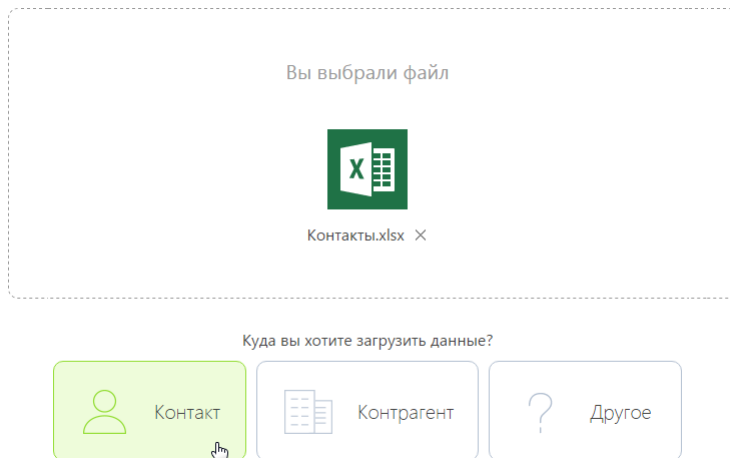 Вы выбрали файл
X
Контакты.xlsx ×
Куда вы хотите загрузить данные?
Контакт
Контрагент
? Другое